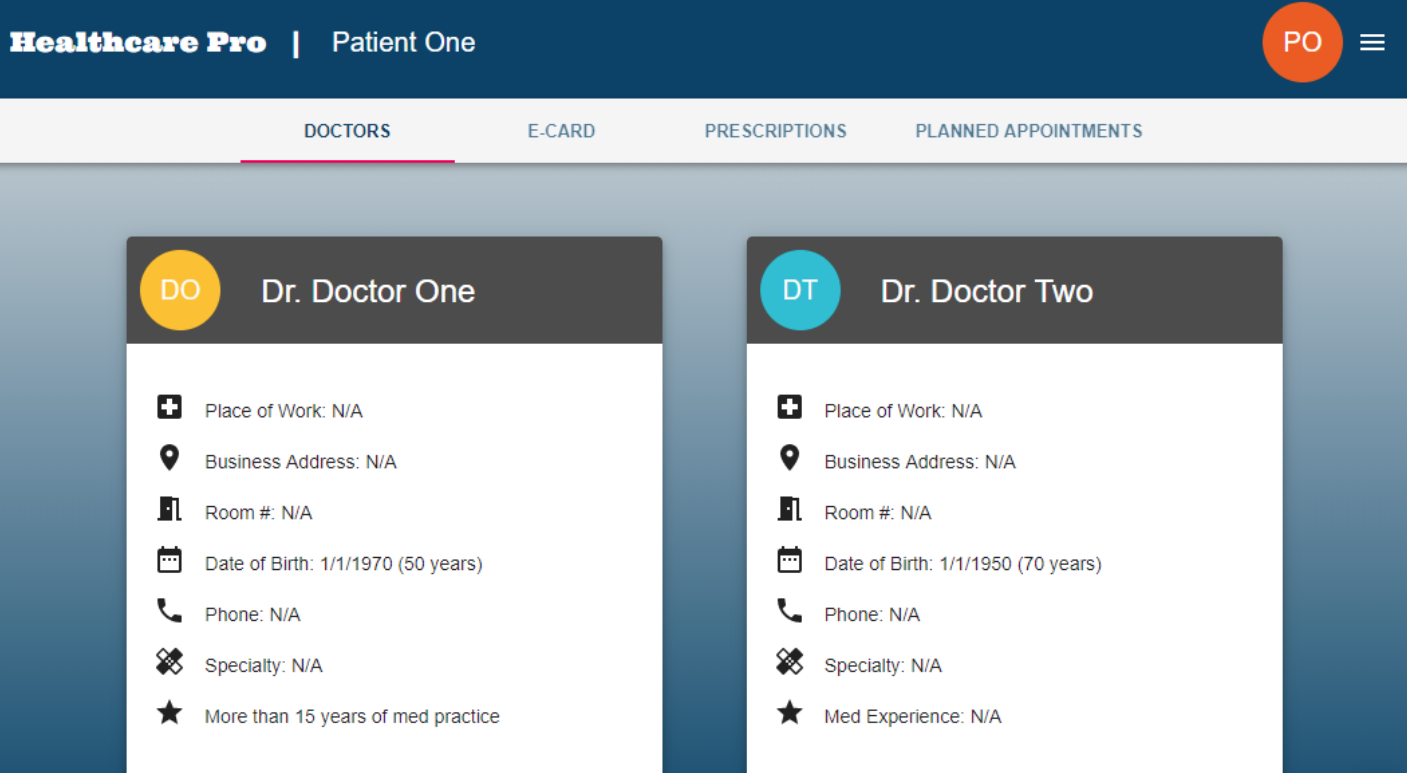 Healthcare Pro | Patient One
PO
DOCTORS E-CARD PRESCRIPTIONS PLANNED APPOINTMENTS
DO Dr. Doctor One
Place of Work: N/A
Business Address: N/A
Room #: N/A
Date of Birth: 1/1/1970 (50 years)
Phone: N/A
Specialty: N/A
More than 15 years of med practice
DT Dr. Doctor Two
Place of Work: N/A
Business Address: N/A
Room #: N/A
Date of Birth: 1/1/1950 (70 years)
Phone: N/A
Specialty: N/A
Med Experience: N/A